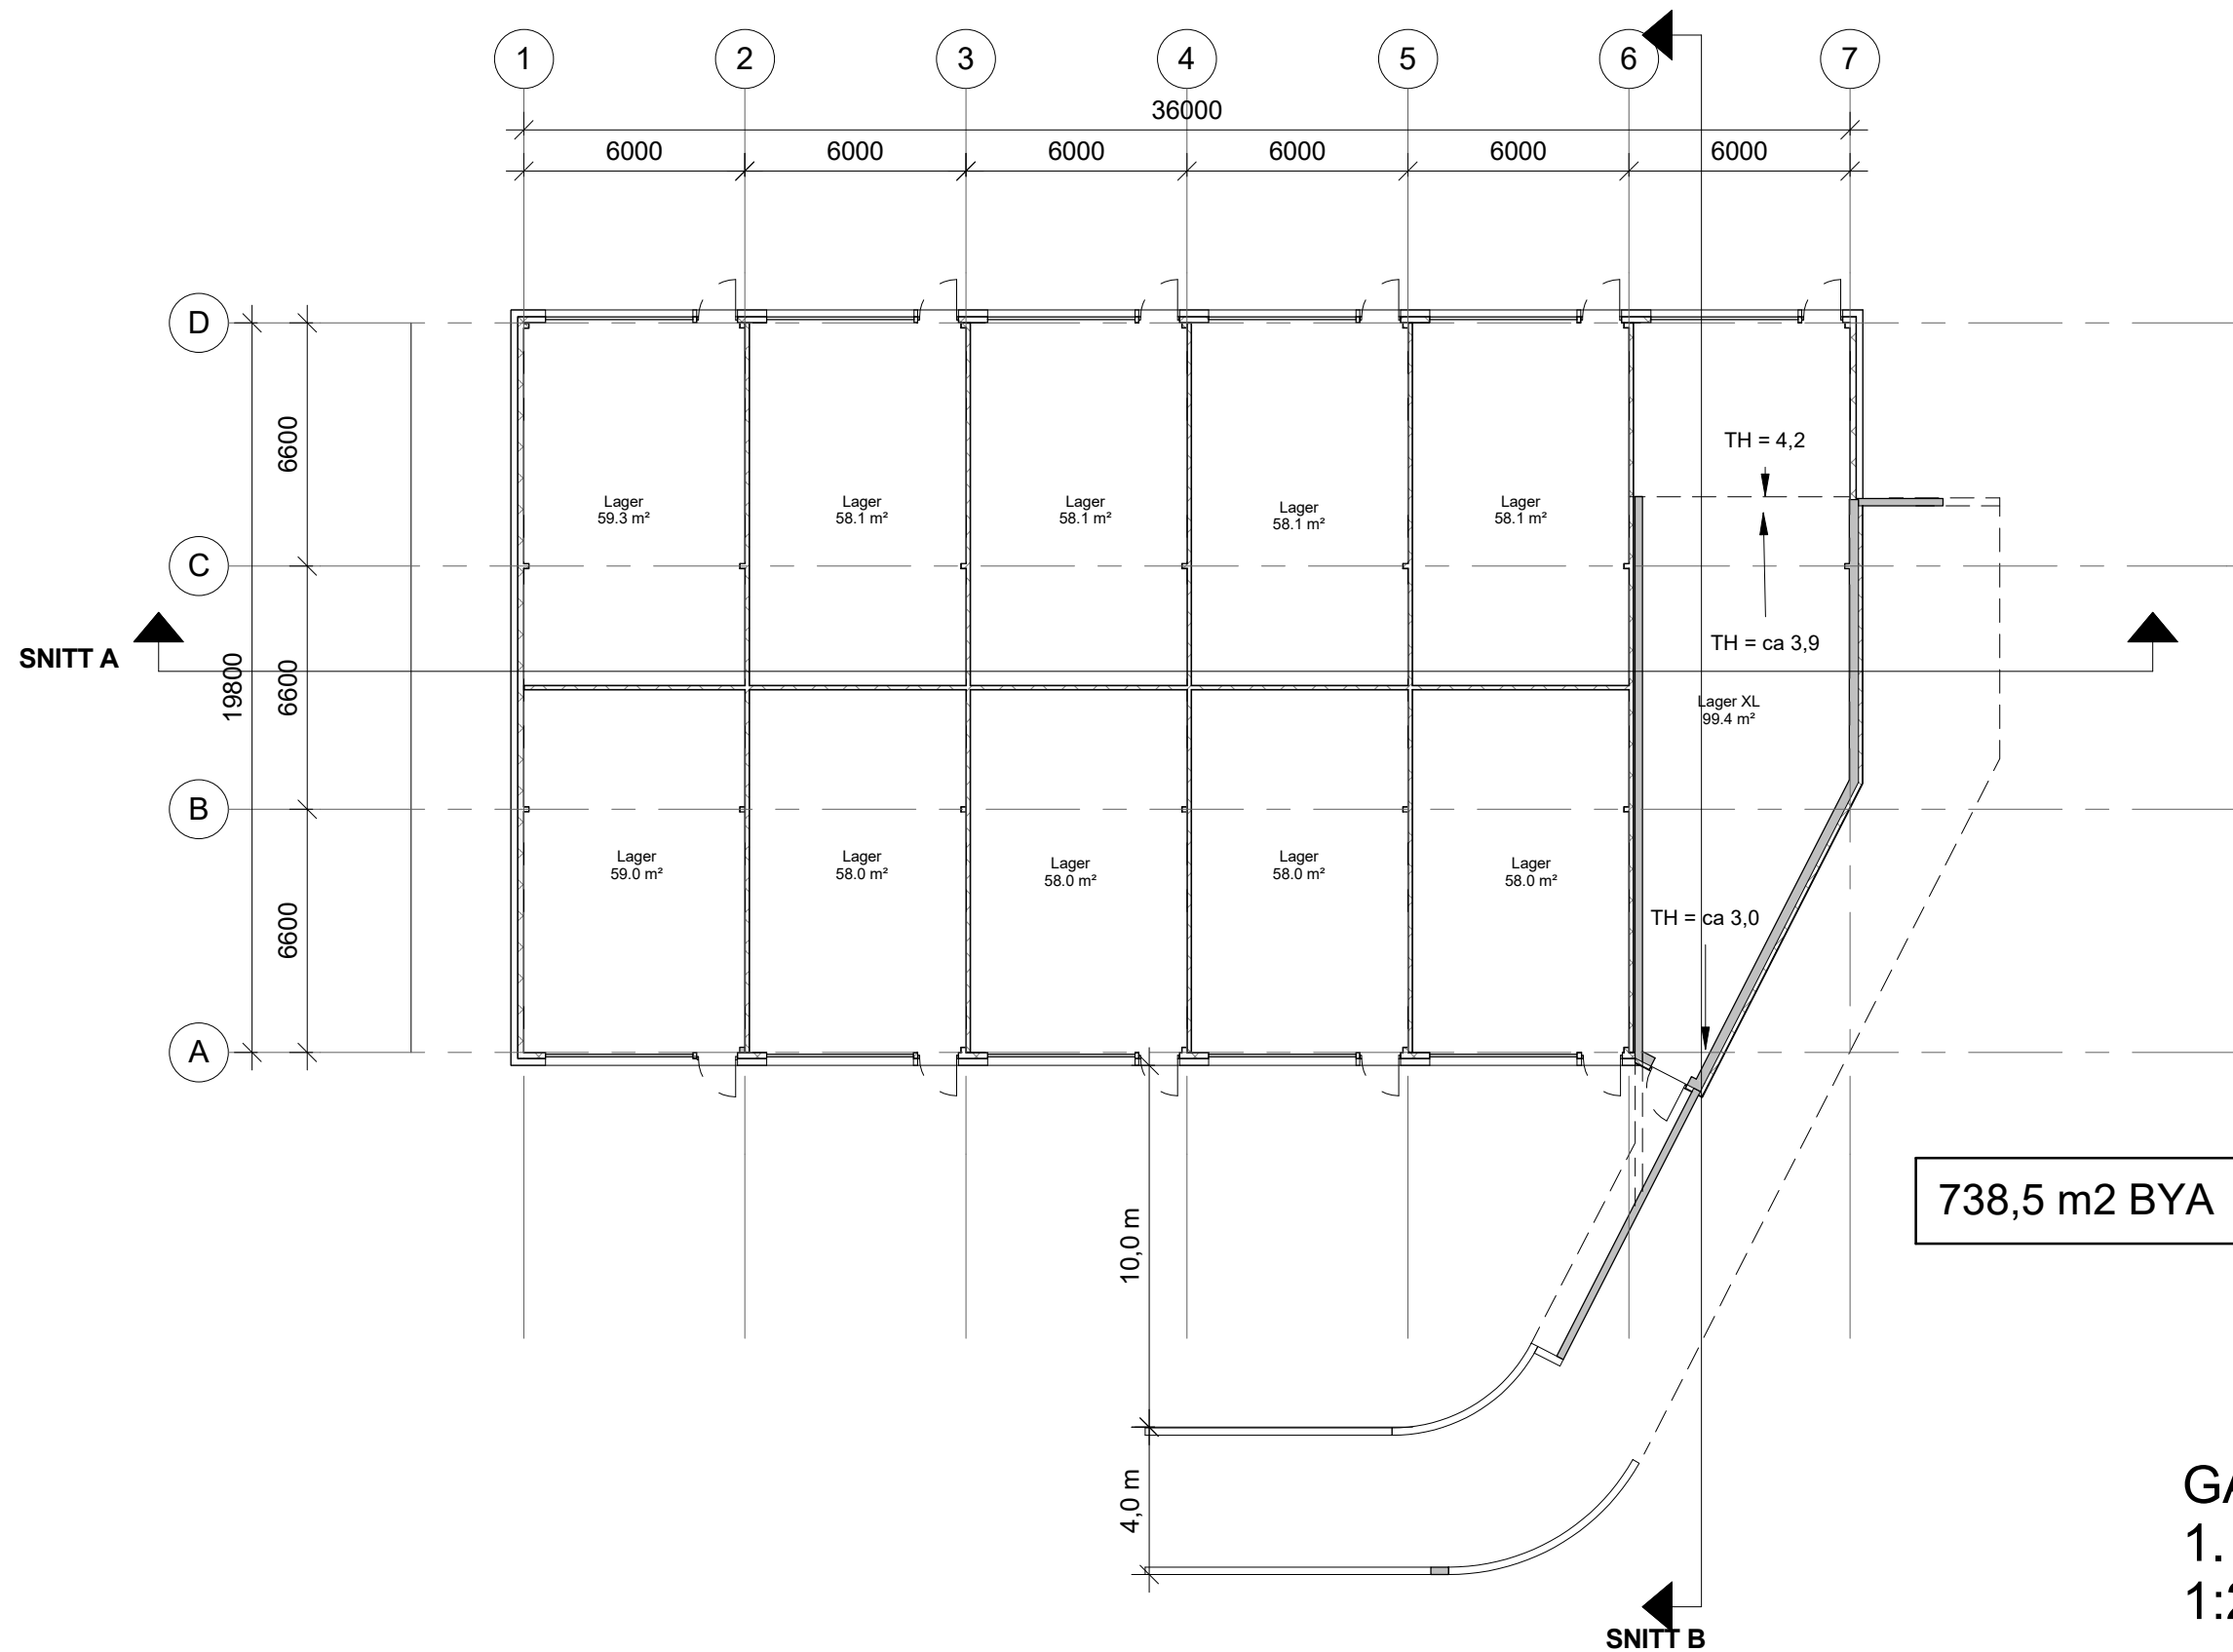 1
2
3
4
5
6
7
36000
6000
6000
6000
6000
6000
6000
D
C
B
A
6600
6600
6600
19800
SNITT A
TH = 4,2
Lager
59.3 m²
Lager
58.1 m²
Lager
58.1 m²
Lager
58.1 m²
Lager
58.1 m²
TH = ca 3,9
Lager XL
99.4 m²
Lager
59.0 m²
Lager
58.0 m²
Lager
58.0 m²
Lager
58.0 m²
Lager
58.0 m²
TH = ca 3,0
10,0 m
738,5 m2 BYA
4,0 m
GA
1.
1:2
SNITT B